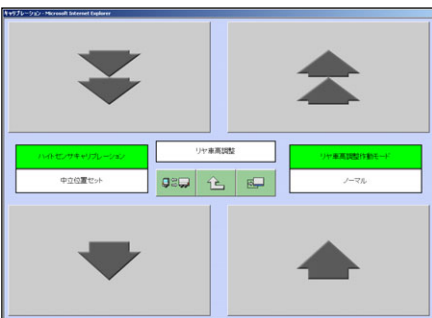 キャリブレーション - Microsoft Internet Explorer
リヤ車高調整
ハイトセンサキャリブレーション
リヤ車高調整作動モード
中立位置セット
ノーマル